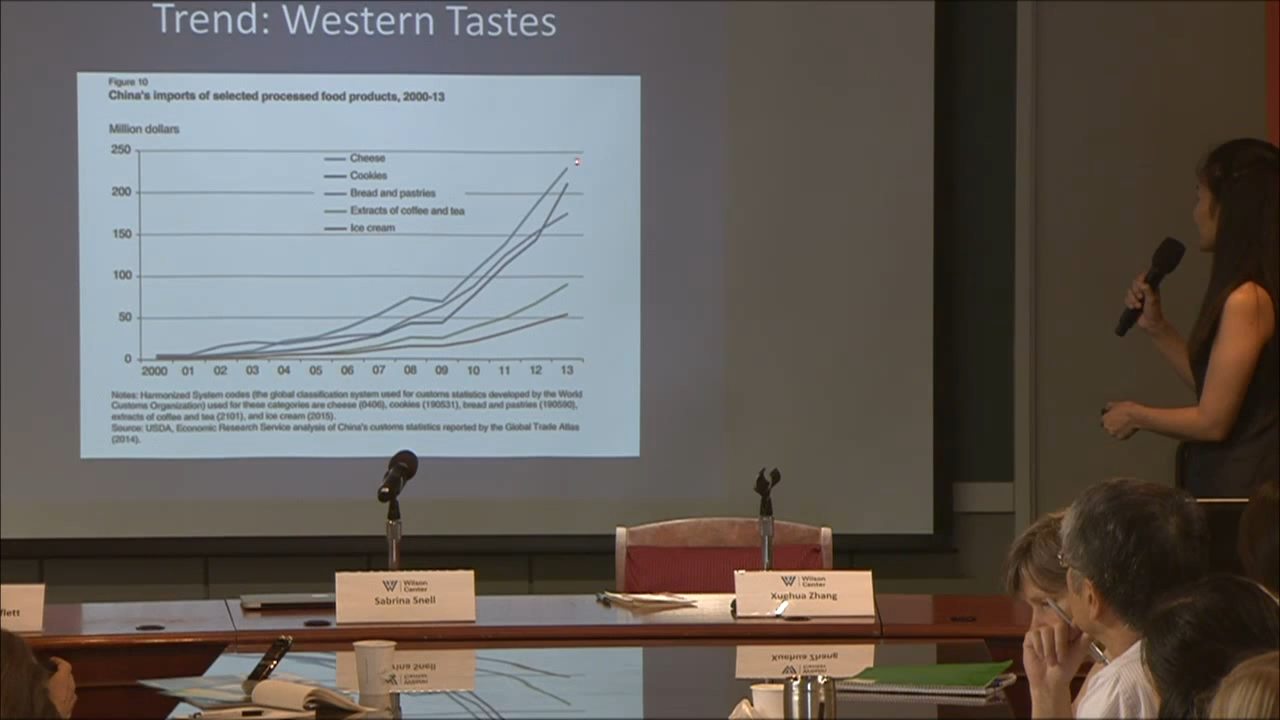 Trend: Western Tastes
Figure 10
China's imports of selected processed food products, 2000-13
Million dollars
250
200
150
100
50
0
Cheese
Cookies
Bread and pastries
Extracts of coffee and tea
Ice cream
2000 01 02 03 04 05 06 07 08 09 10 11 12 13
Notes: Harmonized System codes (the global classification system used for customs statistics developed by the World
Customs Organization) used for these categories are cheese (0406), cookies (190531), bread and pastries (190590),
extracts of coffee and tea (2101), and ice cream (2015).
Source: USDA, Economic Research Service analysis of China's customs statistics reported by the Global Trade Atlas
(2014).
flett
Wilson
Center
Sabrina Snell
Wilson
Center
Xuehua Zhang